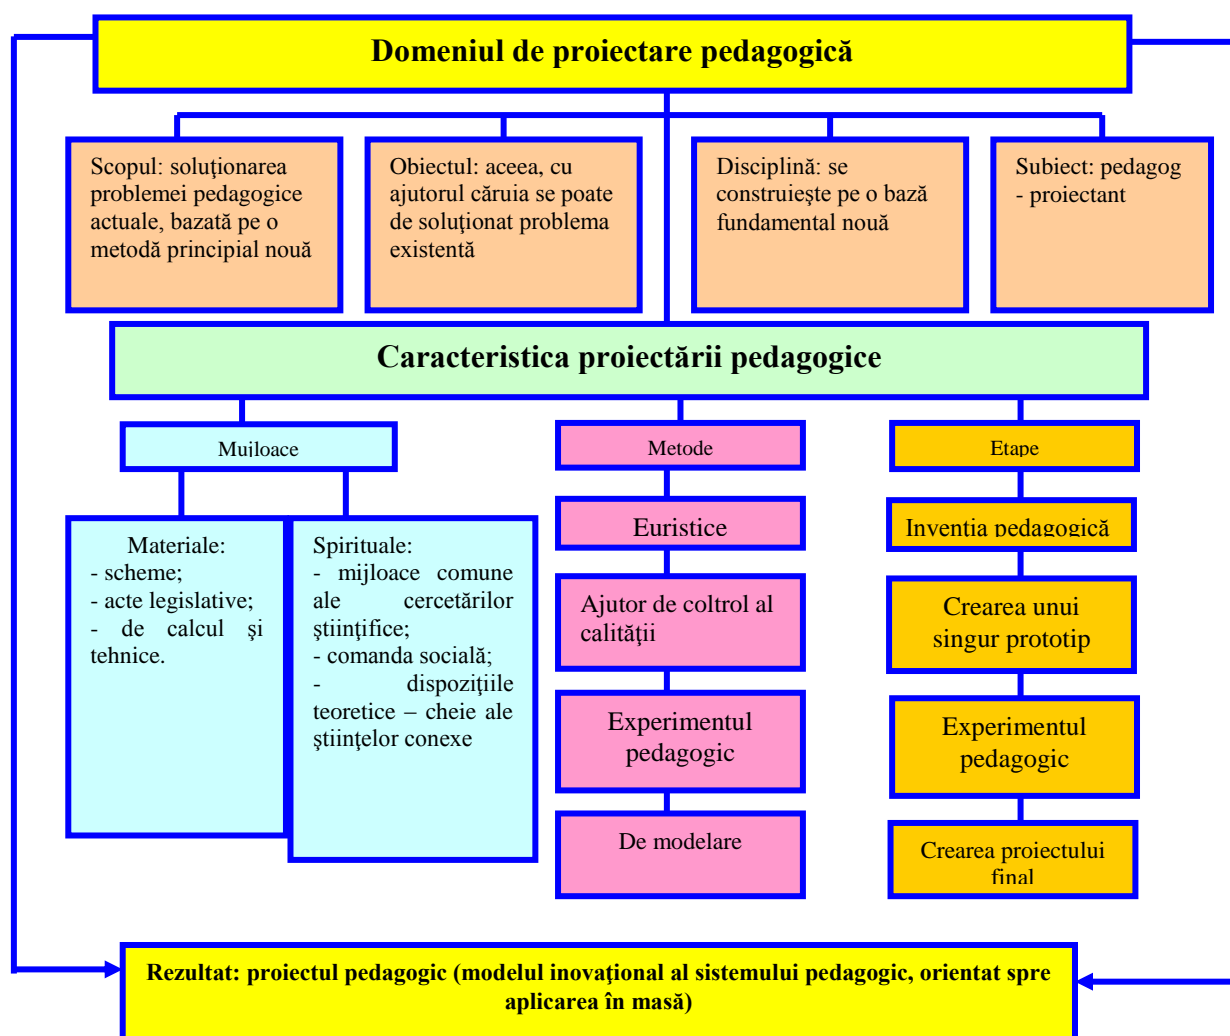 Domeniul de proiectare pedagogică
Scopul: soluţionarea
problemei pedagogice
actuale, bazată pe o
metodă principial nouă
Obiectul: aceea, cu
ajutorul căruia se poate
de soluţionat problema
existentă
Disciplină: se
construieşte pe o bază
fundamental nouă
Subiect: pedagog
- proiectant
Caracteristica proiectării pedagogice
Mijloace
Materiale:
- scheme;
- acte legislative;
- de calcul şi
tehnice.
Spirituale:
- mijloace comune
ale cercetărilor
ştiinţifice;
- comanda socială;
- dispoziţiile
teoretice – cheie ale
ştiinţelor conexe
Metode
Euristice
Ajutor de coltrol al
calităţii
Experimentul
pedagogic
De modelare
Etape
Invenţia pedagogică
Crearea unui
singur prototip
Experimentul
pedagogic
Crearea proiectului
final
Rezultat: proiectul pedagogic (modelul inovaţional al sistemului pedagogic, orientat spre
aplicarea în masă)